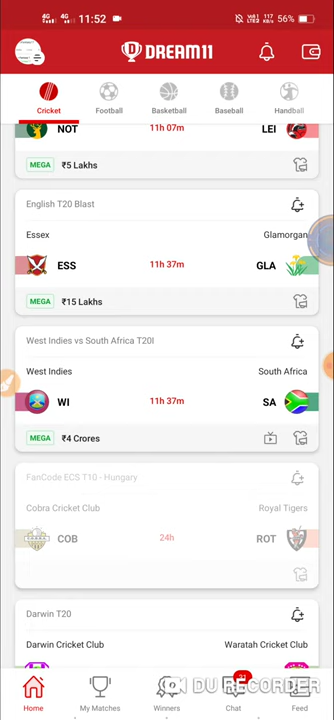 4G 4G 11:52 56%
DREAM11
Cricket Football Basketball Baseball Handball
NOT 11h 07m LEI
MEGA ₹5 Lakhs
English T20 Blast
Essex Glamorgan
ESS 11h 37m GLA
MEGA ₹15 Lakhs
West Indies vs South Africa T20I
West Indies South Africa
WI 11h 37m SA
MEGA ₹4 Crores
FanCode ECS T10 - Hungary
Cobra Cricket Club Royal Tigers
COB 24h ROT
Darwin T20
Darwin Cricket Club Waratah Cricket Club
DU RECORDER
Home My Matches Winners Chat Feed